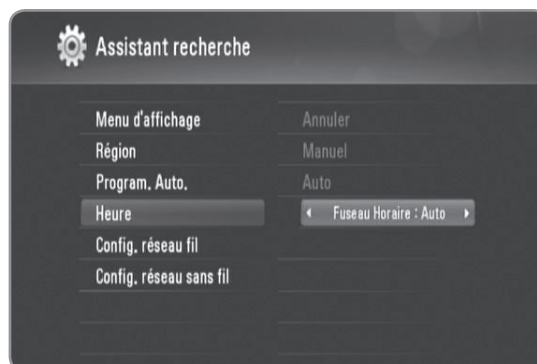 Assistant recherche
Menu d'affichage
Annuler
Région
Manuel
Program. Auto.
Auto
Heure
Fuseau Horaire : Auto
Config. réseau fil
Config. réseau sans fil